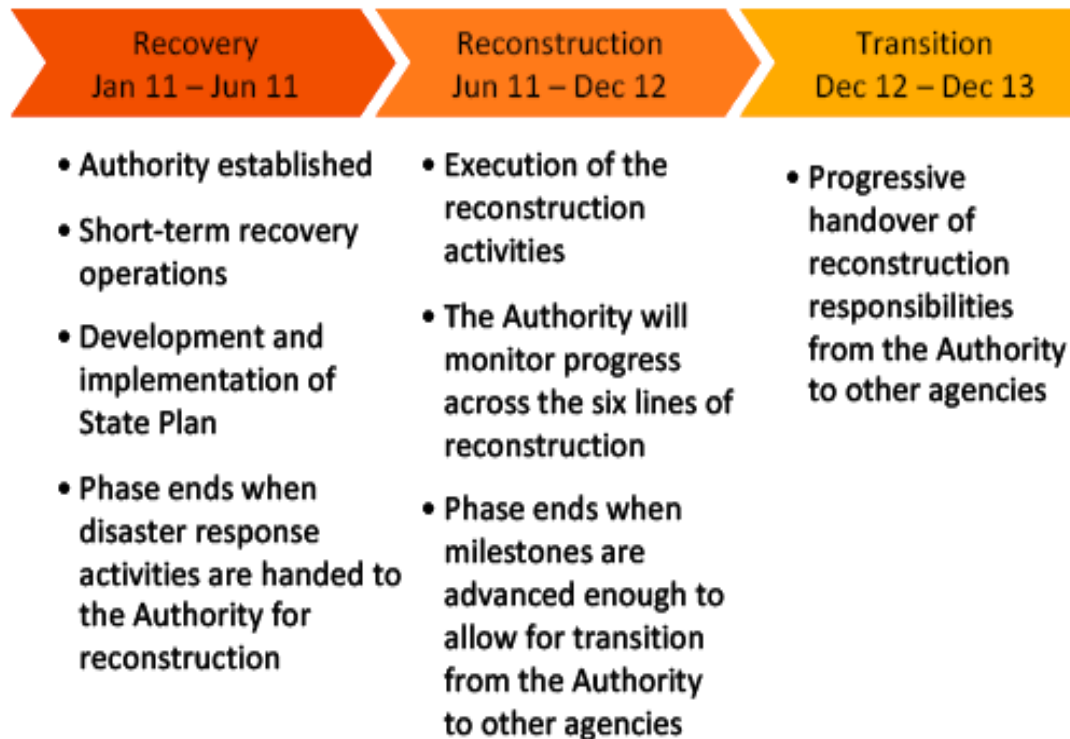 Recovery
Jan 11 – Jun 11
• Authority established
• Short-term recovery
operations
• Development and
implementation of
State Plan
• Phase ends when
disaster response
activities are handed to
the Authority for
reconstruction
Reconstruction
Jun 11 – Dec 12
• Execution of the
reconstruction
activities
• The Authority will
monitor progress
across the six lines of
reconstruction
• Phase ends when
milestones are
advanced enough to
allow for transition
from the Authority
to other agencies
Transition
Dec 12 – Dec 13
• Progressive
handover of
reconstruction
responsibilities
from the Authority
to other agencies